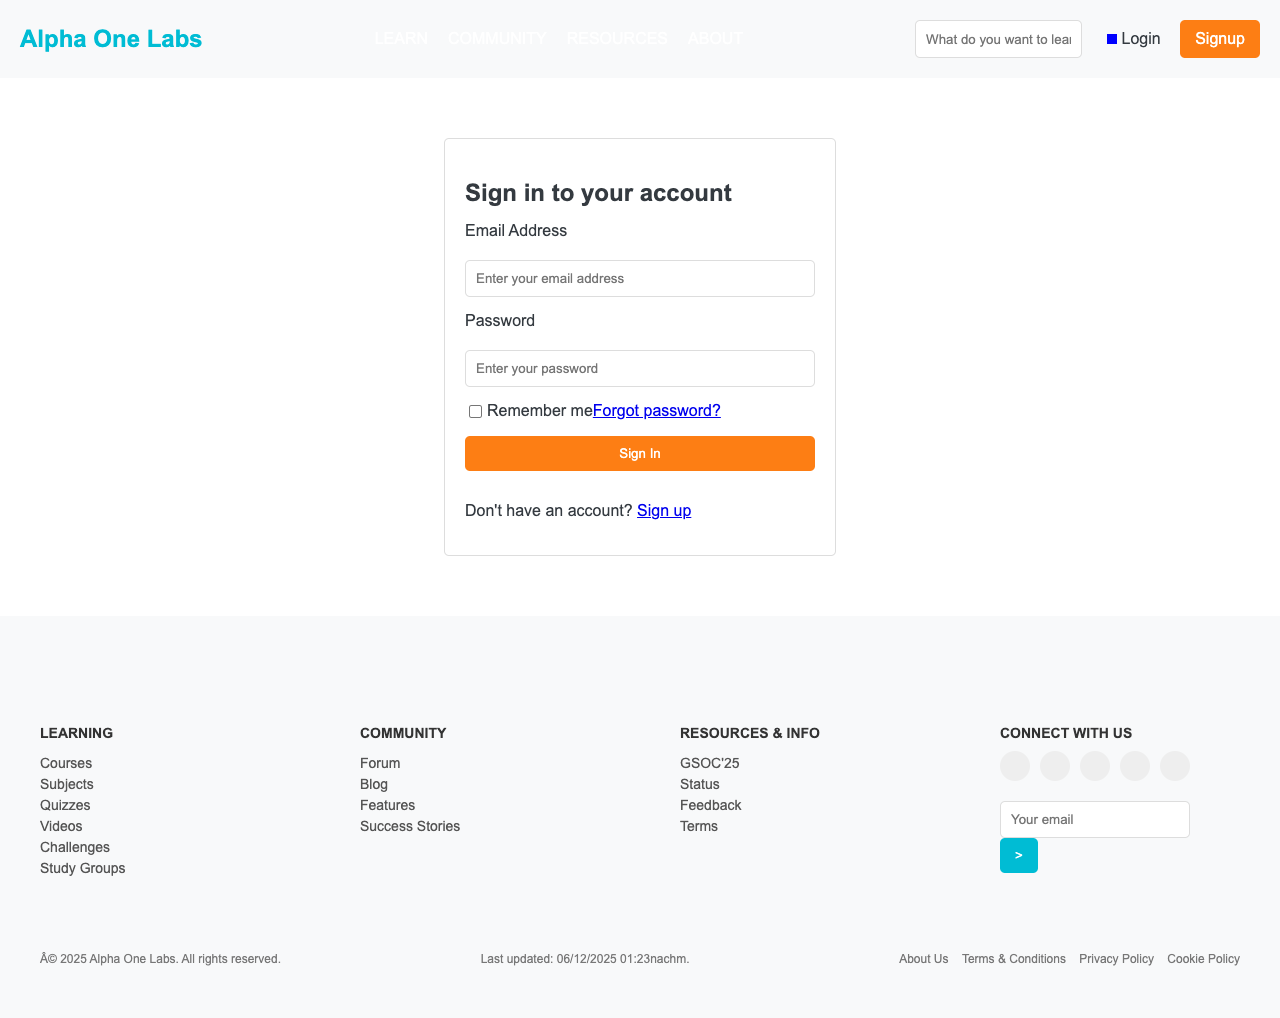 Alpha One Labs
LEARN COMMUNITY RESOURCES ABOUT
What do you want to lear
Login
Signup
Sign in to your account
Email Address
Enter your email address
Password
Enter your password
Remember meForgot password?
Sign In
Don't have an account? Sign up
LEARNING
Courses
Subjects
Quizzes
Videos
Challenges
Study Groups
COMMUNITY
Forum
Blog
Features
Success Stories
RESOURCES & INFO
GSOC'25
Status
Feedback
Terms
CONNECT WITH US
Your email
>
Â© 2025 Alpha One Labs. All rights reserved.
Last updated: 06/12/2025 01:23nachm.
About Us Terms & Conditions Privacy Policy Cookie Policy